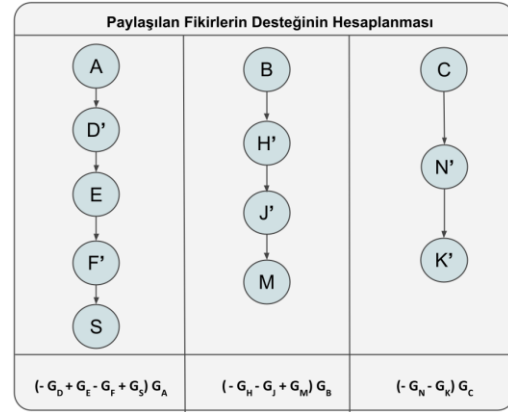 Paylaşılan Fikirlerin Desteğinin Hesaplanması
A
D’
E
F’
S
(- G_D + G_E - G_F + G_S) G_A
B
H’
J’
M
(- G_H - G_J + G_M) G_B
C
N’
K’
(- G_N - G_K) G_C